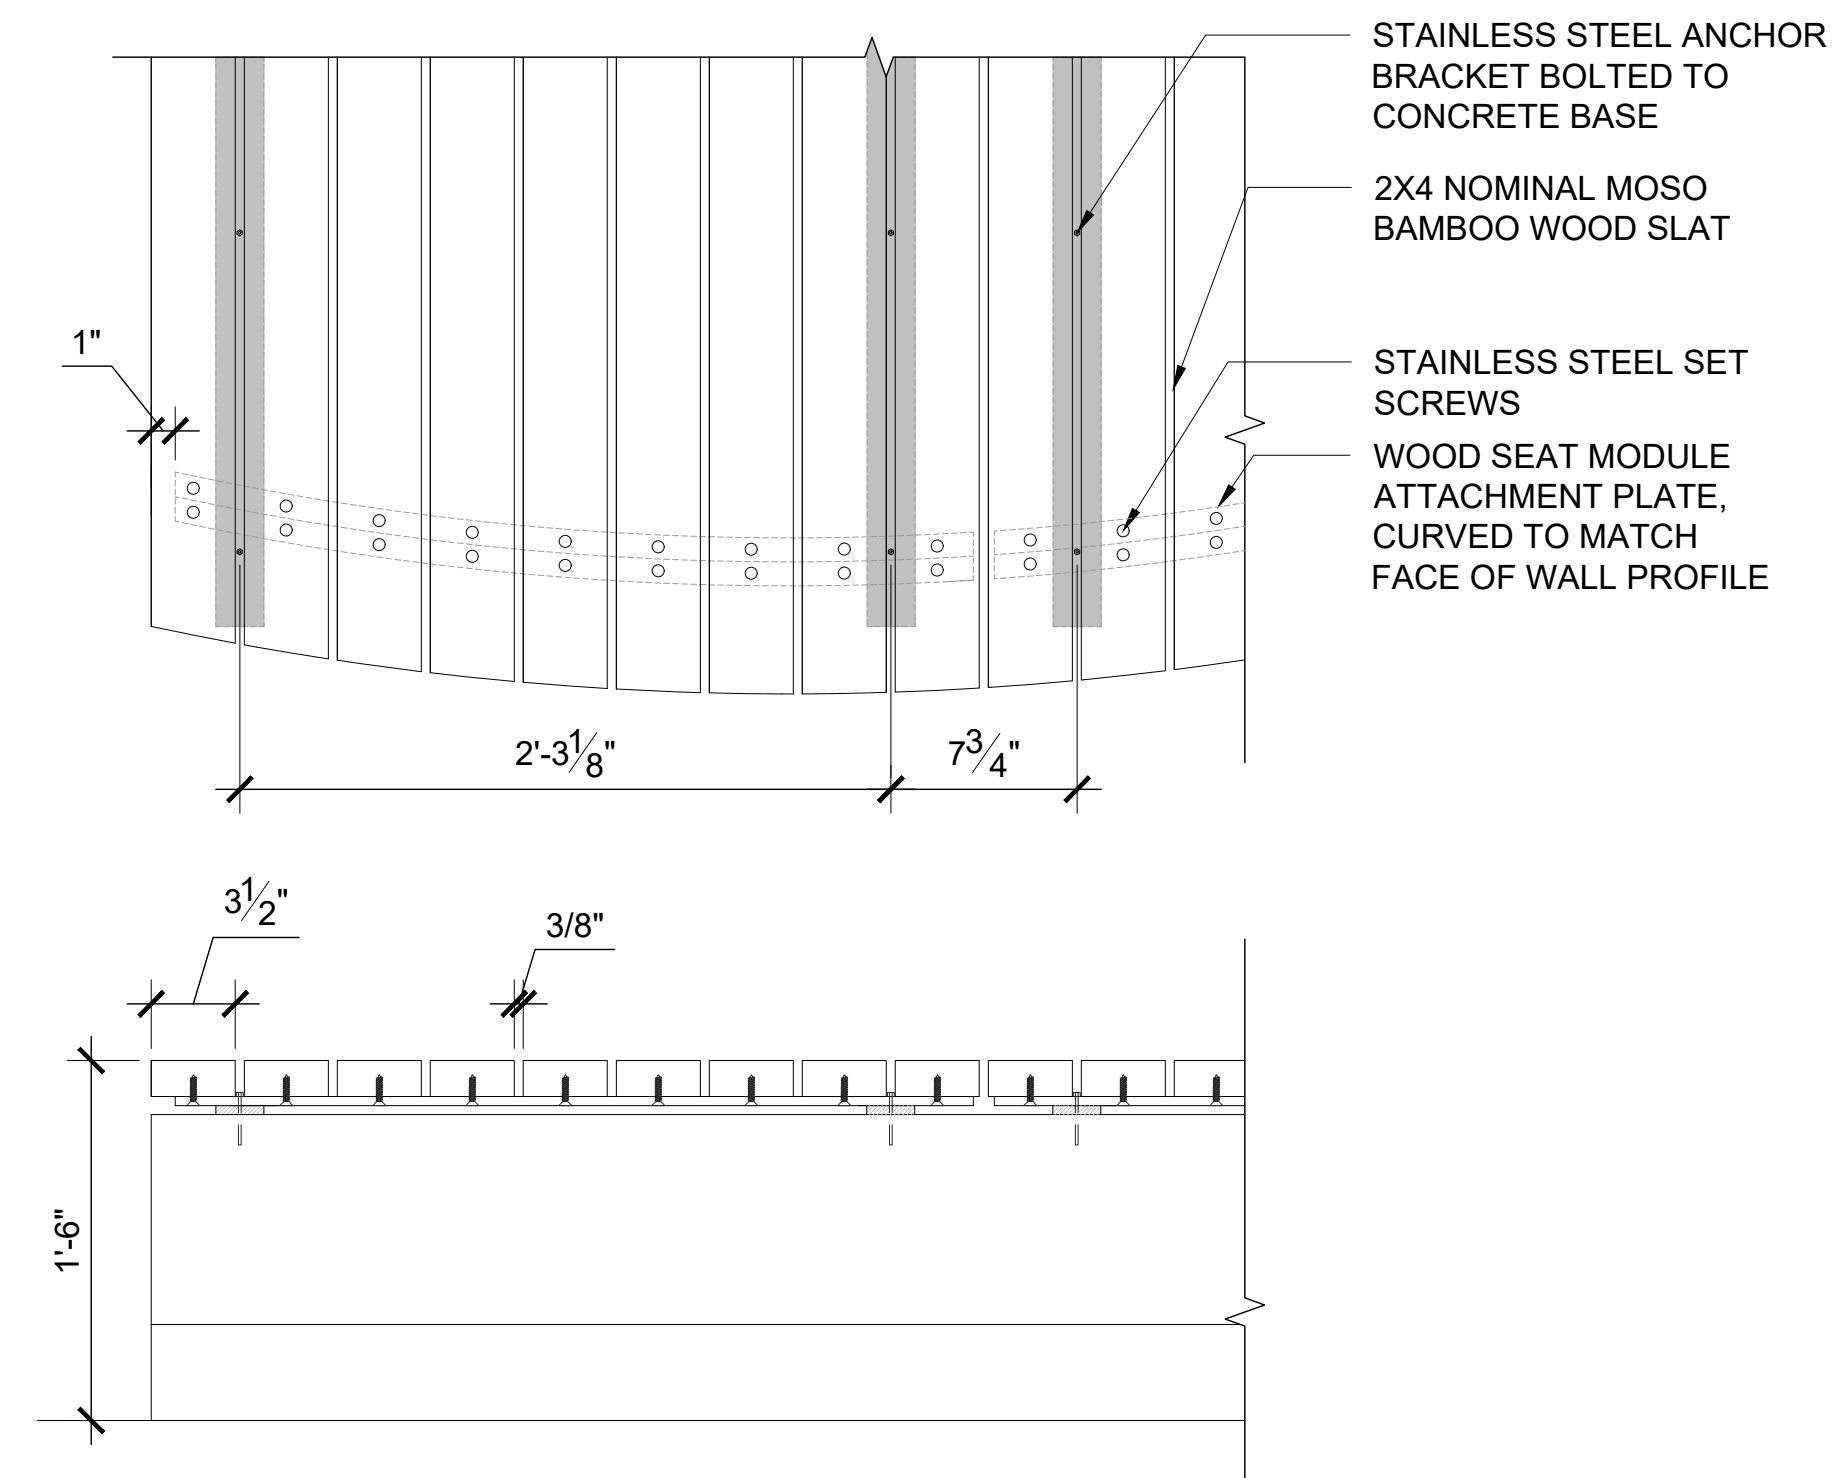 STAINLESS STEEL ANCHOR
BRACKET BOLTED TO
CONCRETE BASE
2X4 NOMINAL MOSO
BAMBOO WOOD SLAT
1"
STAINLESS STEEL SET
SCREWS
WOOD SEAT MODULE
ATTACHMENT PLATE,
CURVED TO MATCH
FACE OF WALL PROFILE
2'-3 1/8"
7 3/4"
3 1/2"
3/8"
1'-6"